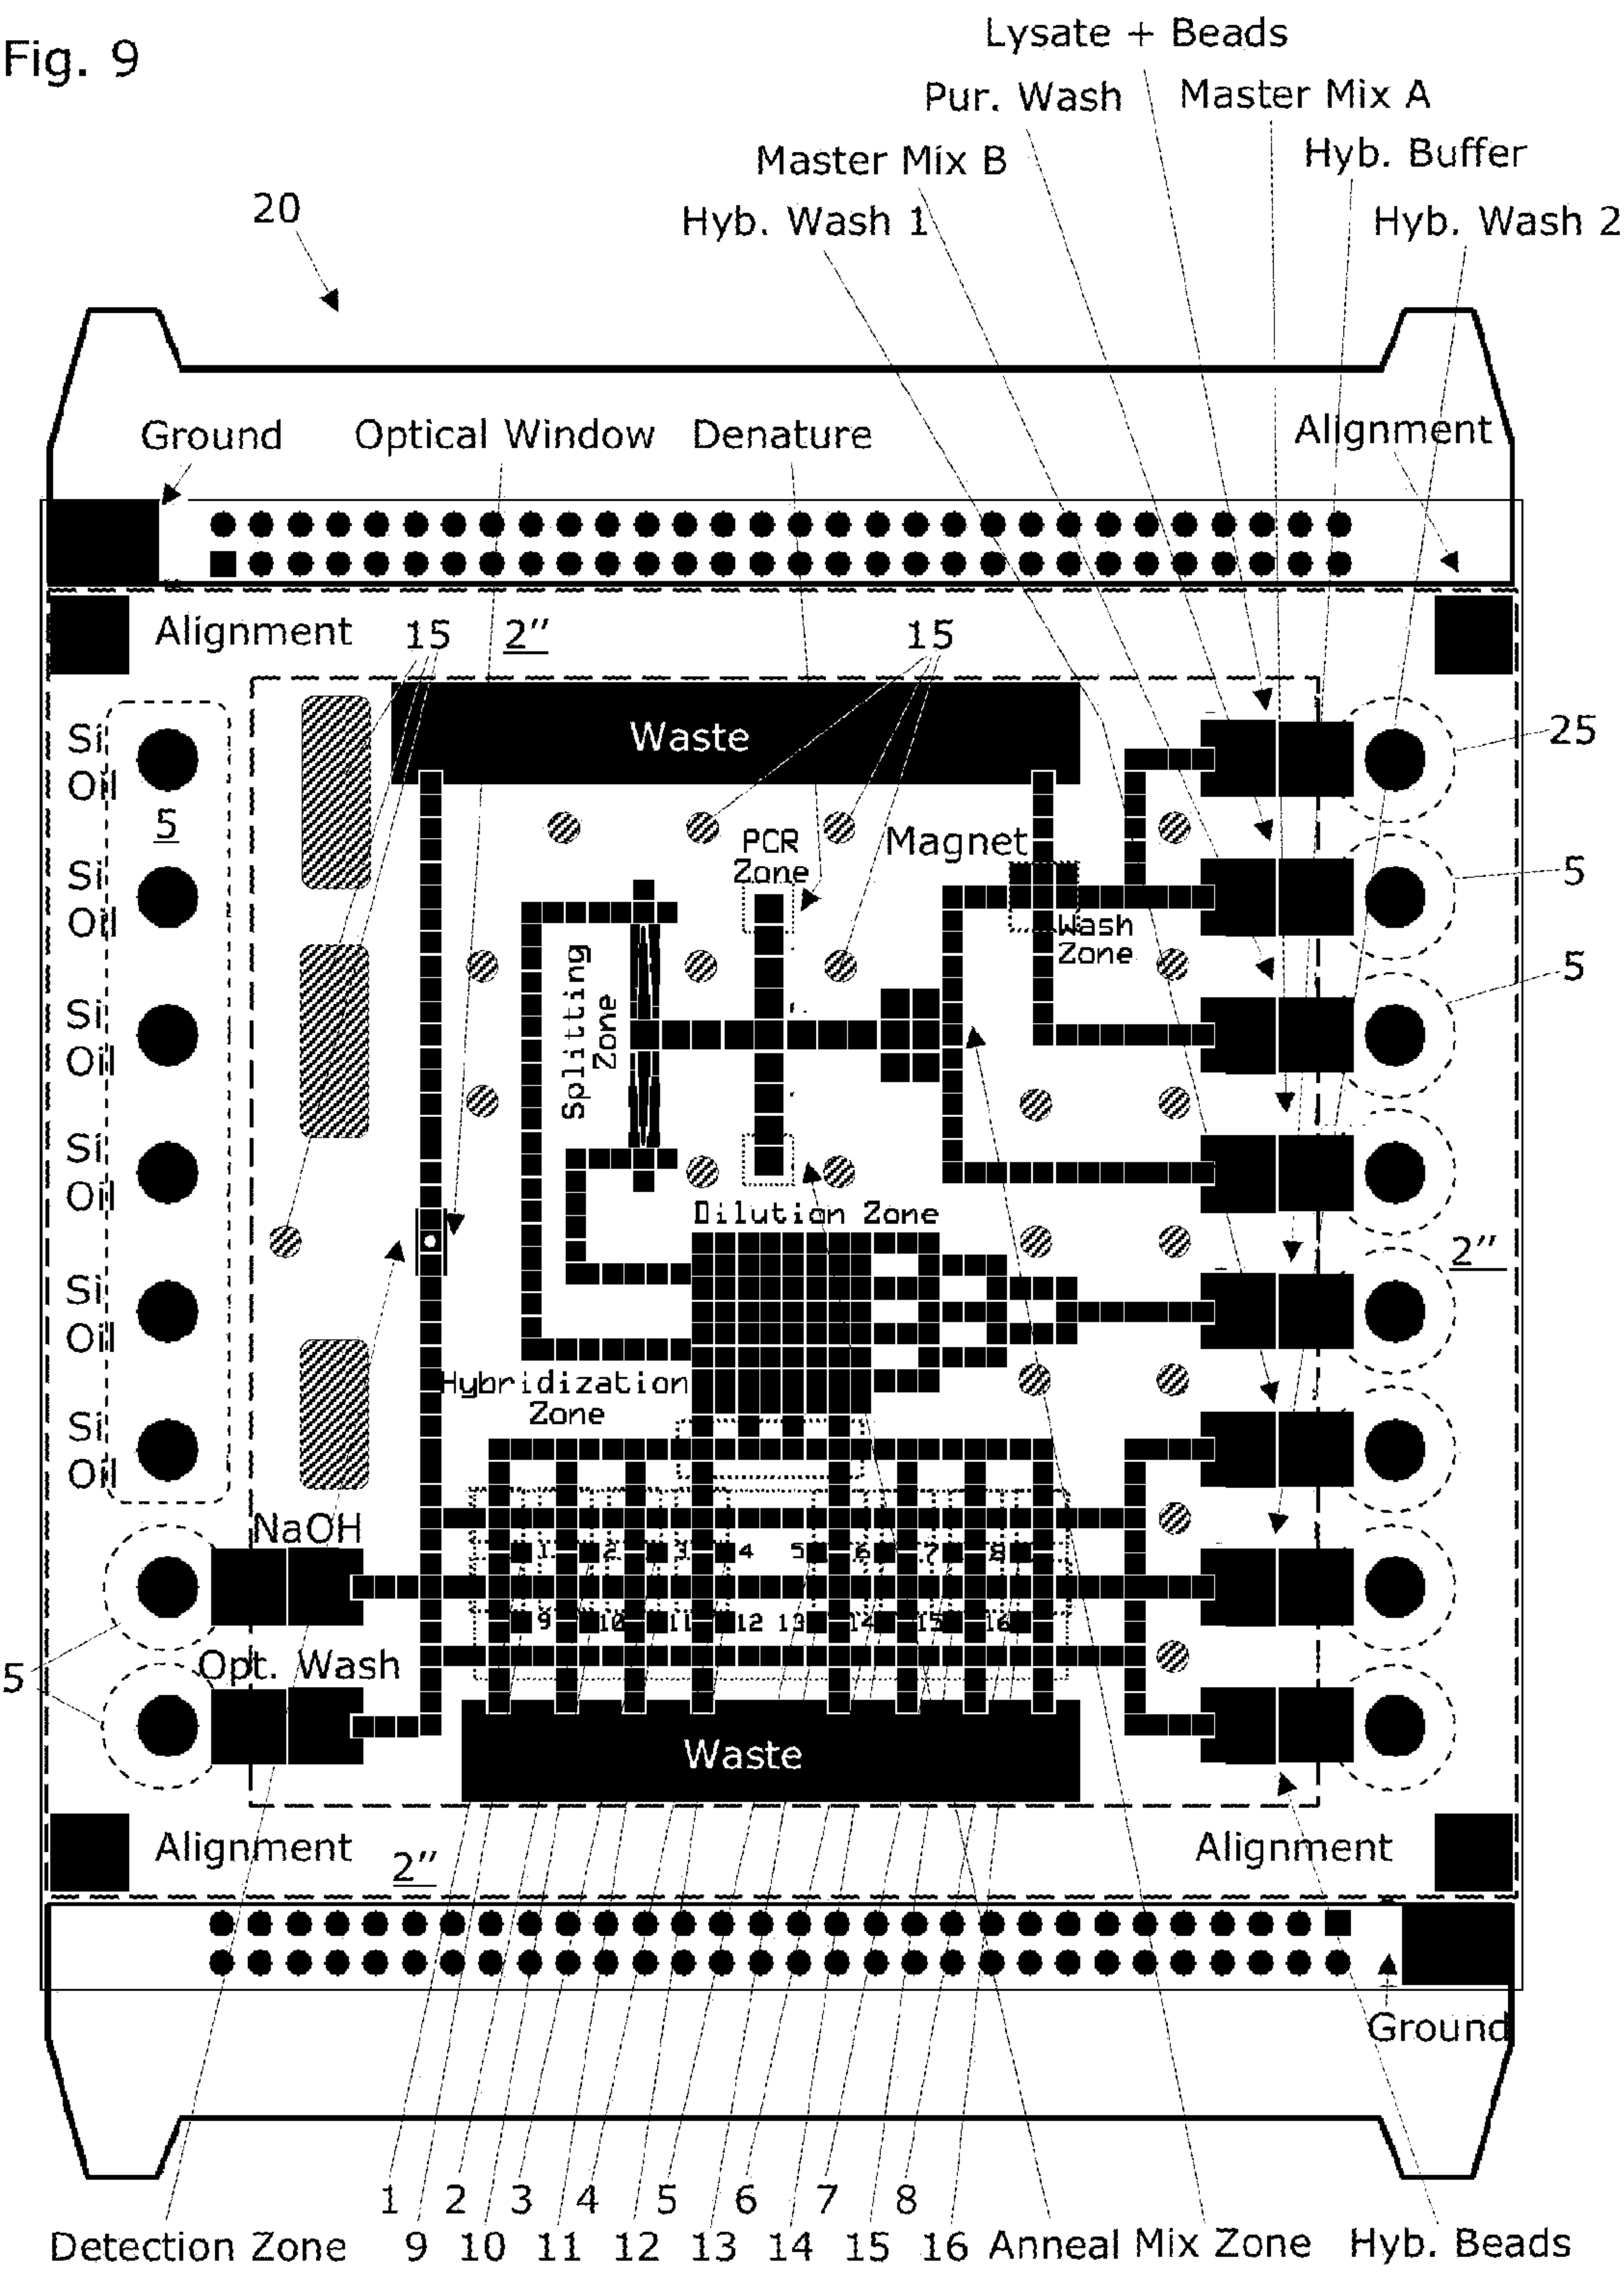 Fig. 9
Lysate + Beads
Pur. Wash
Master Mix A
Master Mix B
Hyb. Buffer
20
Hyb. Wash 1
Hyb. Wash 2
Ground
Optical Window
Denature
Alignment
Alignment
15
2″
15
Si
Oil
5
Waste
25
PCR
Zone
Magnet
Si
Oil
5
Wash
Zone
Splitting
Zone
5
Si
Oil
Si
Oil
Dilution Zone
2″
Si
Oil
Hybridization
Zone
Si
Oil
NaOH
1 2 3 4 5 6 7 8
9 10 11 12 13 14 15 16
Opt. Wash
5
Waste
Alignment
2″
Alignment
Ground
1 2 3 4 5 6 7 8
Detection Zone
9 10 11 12 13 14 15 16
Anneal
Mix Zone
Hyb. Beads